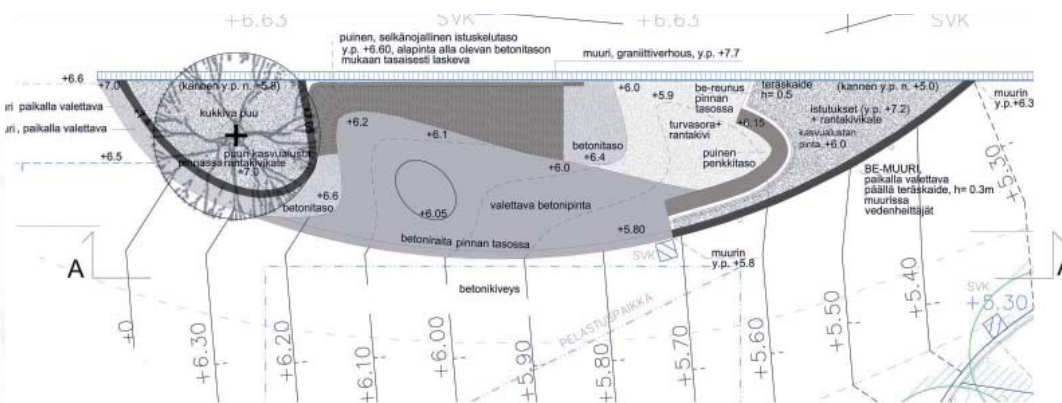 +6.63
SVK
+6.63
SVK
puinen, selkänojallinen istuskelutaso
y.p. +6.60, alapinta alla olevan betonitason
mukaan tasaisesti laskeva
muuri, graniittiverhous, y.p. +7.7
+6.6
+7.0
(kannen y.p. n. +5.8)
kukkiva puu
paikalla valettava
, paikalla valettava
+6.5
puun kasvualusta
pinnassa rantakivikate
+7.0
+6.2
+6.1
+6.0
betonitaso
+6.4
+6.0
+5.9
be-reunus
pinnan
tasossa
turvasora+
rantakivi
+6.15
puinen
penkkitaso
teräskaide
h= 0.5
(kannen y.p. n. +5.0)
istutukset (y.p. +7.2)
+ rantakivikate
kasvualustan
pinta +6.0
muurin
y.p.+6.3
BE-MUURI,
paikalla valettava
päällä teräskaide, h= 0.3m
muurissa
vedenheittäjät
+6.6
betonitaso
+6.05
valettava betonipinta
+5.80
betoniraita pinnan tasossa
muurin
y.p. +5.8
SVK
betonikiveys
PELASTUSPAIKKA
A
A
+6.30
+6.20
+6.10
+6.00
+5.90
+5.80
+5.70
+5.60
+5.50
+5.40
+5.30
SVK
+5.30